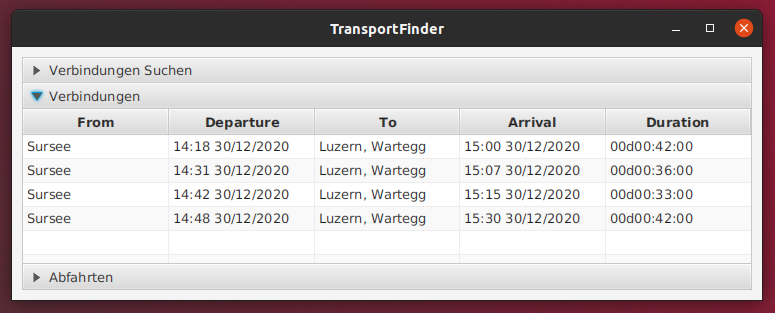 TransportFinder
Verbindungen Suchen
Verbindungen
From Departure To Arrival Duration
Sursee 14:18 30/12/2020 Luzern, Wartegg 15:00 30/12/2020 00d00:42:00
Sursee 14:31 30/12/2020 Luzern, Wartegg 15:07 30/12/2020 00d00:36:00
Sursee 14:42 30/12/2020 Luzern, Wartegg 15:15 30/12/2020 00d00:33:00
Sursee 14:48 30/12/2020 Luzern, Wartegg 15:30 30/12/2020 00d00:42:00
Abfahrten